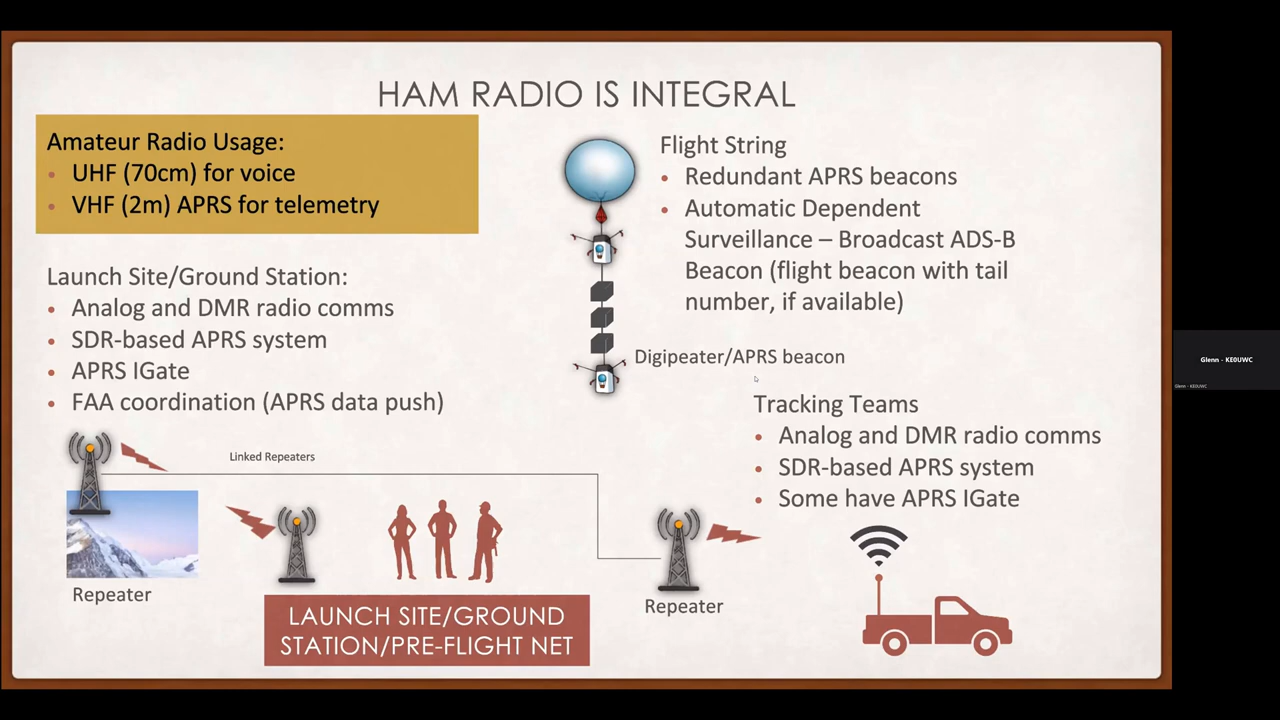 HAM RADIO IS INTEGRAL
Amateur Radio Usage:
• UHF (70cm) for voice
• VHF (2m) APRS for telemetry
Launch Site/Ground Station:
• Analog and DMR radio comms
• SDR-based APRS system
• APRS IGate
• FAA coordination (APRS data push)
Flight String
• Redundant APRS beacons
• Automatic Dependent
Surveillance – Broadcast ADS-B
Beacon (flight beacon with tail
number, if available)
Digipeater/APRS beacon
Tracking Teams
• Analog and DMR radio comms
• SDR-based APRS system
• Some have APRS IGate
Linked Repeaters
Repeater
LAUNCH SITE/GROUND
STATION/PRE-FLIGHT NET
Repeater
Glenn - KE0UWC
Glenn - KE0UWC